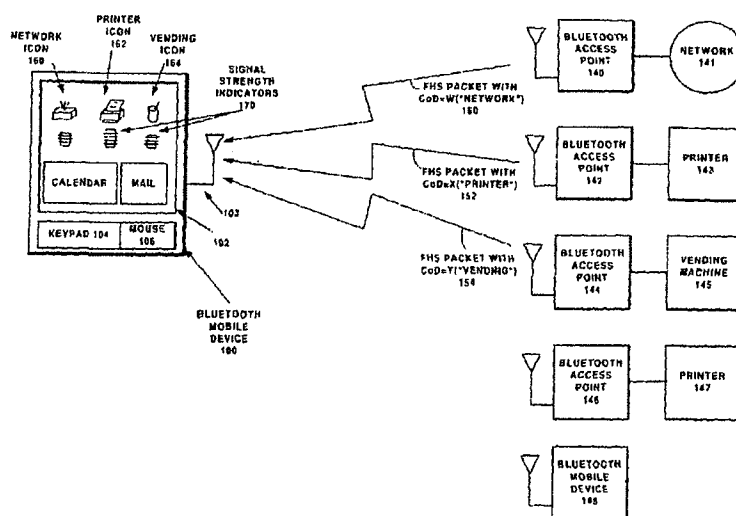 NETWORK
ICON
160
PRINTER
ICON
162
VENDING
ICON
164
SIGNAL
STRENGTH
INDICATORS
170
CALENDAR
MAIL
KEYPAD 104
MOUSE
106
103
102
BLUETOOTH
MOBILE
DEVICE
100
FHS PACKET WITH
CoD=W("NETWORK")
FHS PACKET WITH
CoD=X("PRINTER")
152
FHS PACKET WITH
CoD=Y("VENDING")
154
BLUETOOTH
ACCESS
POINT
140
NETWORK
141
BLUETOOTH
ACCESS
POINT
142
PRINTER
143
BLUETOOTH
ACCESS
POINT
144
VENDING
MACHINE
145
BLUETOOTH
ACCESS
POINT
146
PRINTER
147
BLUETOOTH
MOBILE
DEVICE